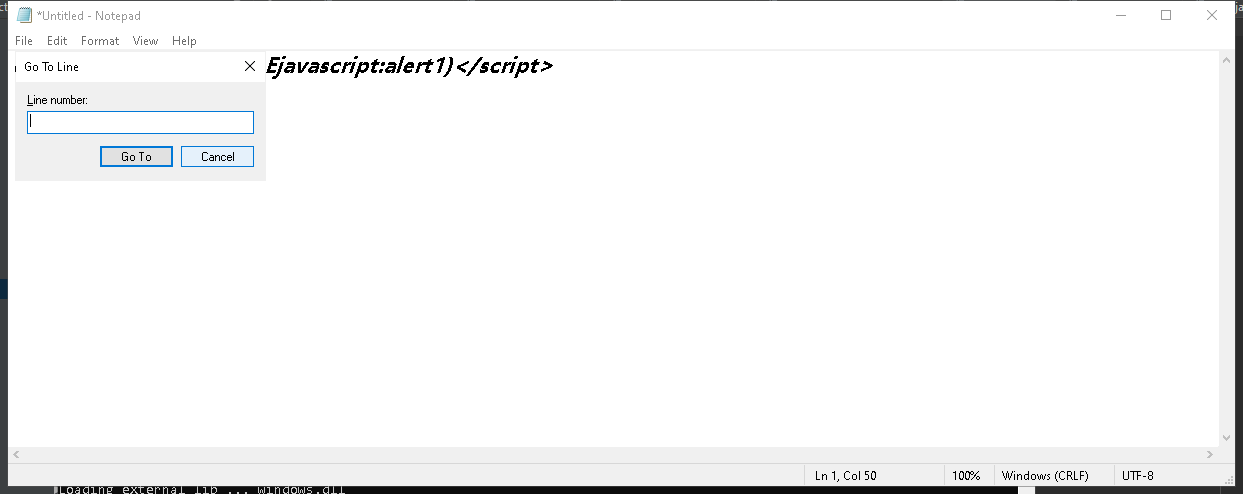 *Untitled - Notepad
File Edit Format View Help
Go To Line
Ejavascript:alert1)</script>
Line number:
Go To Cancel
Ln 1, Col 50 100% Windows (CRLF) UTF-8
Loading external lib ... windows.dll